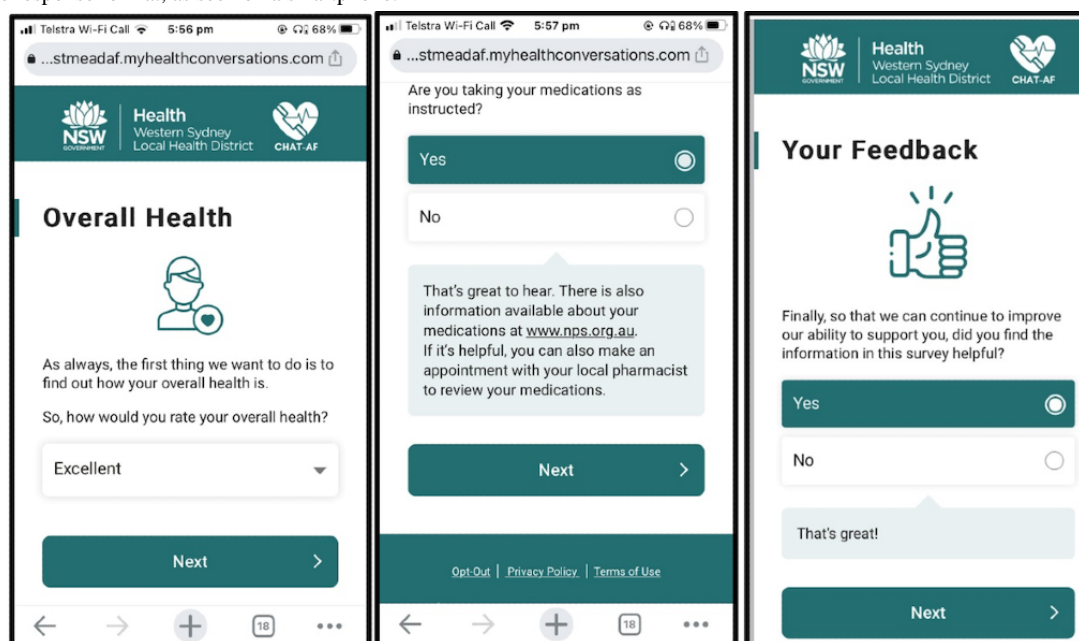 Telstra Wi-Fi Call 5:56 pm 68%
...stmeadaf.myhealthconversations.com
NSW
GOVERNMENT
Health
Western Sydney
Local Health District
CHAT-AF
Overall Health
As always, the first thing we want to do is to
find out how your overall health is.
So, how would you rate your overall health?
Excellent
Next
18
Telstra Wi-Fi Call 5:57 pm 68%
...stmeadaf.myhealthconversations.com
Are you taking your medications as
instructed?
Yes
No
That's great to hear. There is also
information available about your
medications at www.nps.org.au.
If it's helpful, you can also make an
appointment with your local pharmacist
to review your medications.
Next
Opt-Out | Privacy Policy | Terms of Use
18
NSW
GOVERNMENT
Health
Western Sydney
Local Health District
CHAT-AF
Your Feedback
Finally, so that we can continue to improve
our ability to support you, did you find the
information in this survey helpful?
Yes
No
That's great!
Next